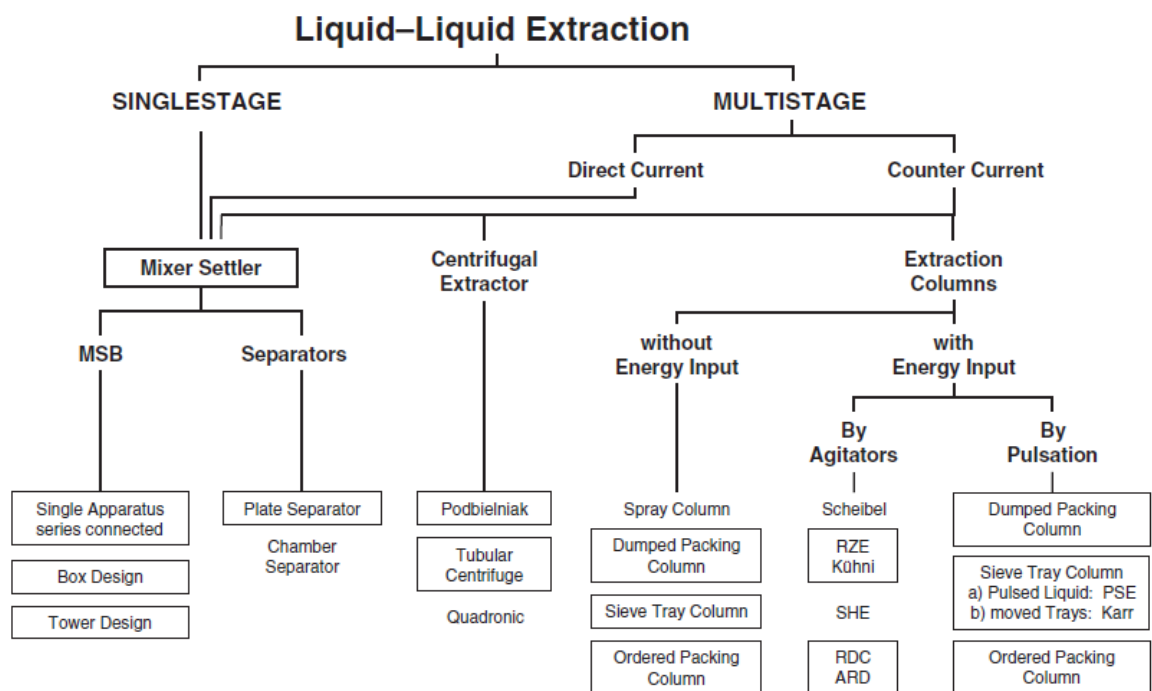 Liquid–Liquid Extraction
SINGLESTAGE
MULTISTAGE
Direct Current
Counter Current
Mixer Settler
Centrifugal
Extractor
Extraction
Columns
MSB
Separators
without
Energy Input
with
Energy Input
By
Agitators
By
Pulsation
Single Apparatus
series connected
Box Design
Tower Design
Plate Separator
Chamber
Separator
Podbielniak
Tubular
Centrifuge
Quadronic
Spray Column
Dumped Packing
Column
Sieve Tray Column
Ordered Packing
Column
Scheibel
RZE
Kühni
SHE
RDC
ARD
Dumped Packing
Column
Sieve Tray Column
a) Pulsed Liquid: PSE
b) moved Trays: Karr
Ordered Packing
Column